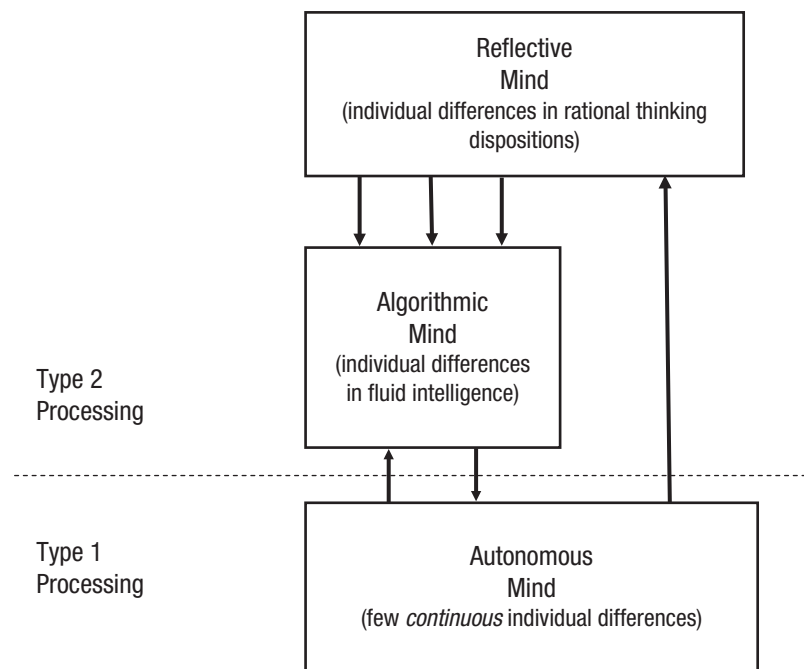 Reflective
Mind
(individual differences in rational thinking
dispositions)
Algorithmic
Mind
(individual differences
in fluid intelligence)
Type 2
Processing
Type 1
Processing
Autonomous
Mind
(few continuous individual differences)